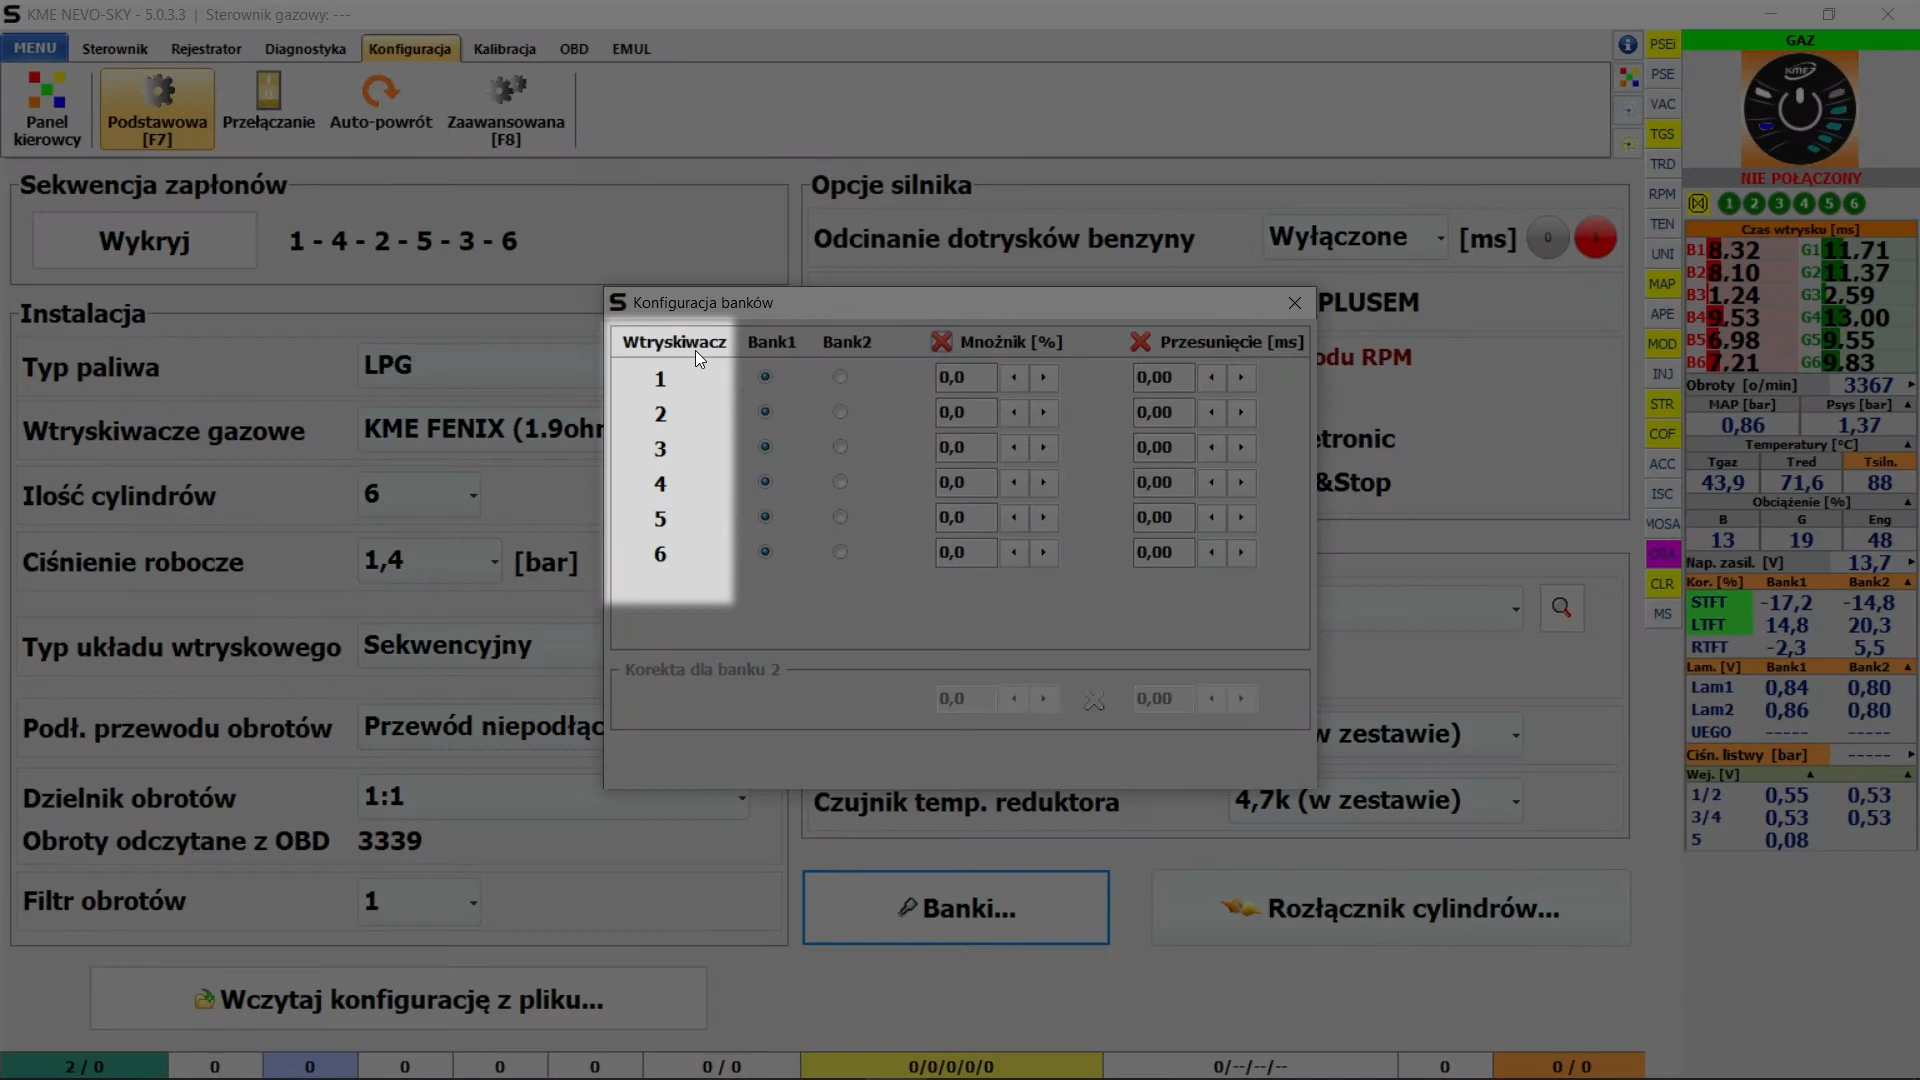 KME NEVO-SKY - 5.0.3.3 | Sterownik gazowy: ---
MENU Sterownik Rejestrator Diagnostyka Konfiguracja Kalibracja OBD EMUL
Panel kierowcy
Podstawowa [F7]
Przełączanie
Auto-powrót
Zaawansowana [F8]
Sekwencja zapłonów
Wykryj 1 - 4 - 2 - 5 - 3 - 6
Instalacja
Typ paliwa LPG
Wtryskiwacze gazowe KME FENIX (1.9ohr
Ilość cylindrów 6
Ciśnienie robocze 1,4 [bar]
Typ układu wtryskowego Sekwencyjny
Podł. przewodu obrotów Przewód niepodłąc
Dzielnik obrotów 1:1
Obroty odczytane z OBD 3339
Filtr obrotów 1
Wczytaj konfigurację z pliku...
Opcje silnika
Odcinanie dotrysków benzyny Wyłączone [ms] 0
PLUSEM
odu RPM
etronic
&Stop
w zestawie)
Czujnik temp. reduktora 4,7k (w zestawie)
Banki... Rozłącznik cylindrów...
Konfiguracja banków
Wtryskiwacz Bank1 Bank2 Mnożnik [%] Przesunięcie [ms]
1 0,0 0,00
2 0,0 0,00
3 0,0 0,00
4 0,0 0,00
5 0,0 0,00
6 0,0 0,00
Korekta dla banku 2
0,0 0,00
PSEi
PSE
VAC
TGS
TRD
RPM
TEN
UNI
MAP
APE
MOD
INJ
STR
COF
ACC
ISC
MOSA
CLR
MS
GAZ
KME
NIE POŁĄCZONY
1 2 3 4 5 6
Czas wtrysku [ms]
B1 8,32 G1 11,71
B2 8,10 G2 11,37
B3 1,24 G3 2,59
B4 9,53 G4 13,00
B5 6,98 G5 9,55
B6 7,21 G6 9,83
Obroty [o/min] 3367
MAP [bar] Psys [bar]
0,86 1,37
Temperatury [°C]
Tgaz Tred Tsiln.
43,9 71,6 88
Obciążenie [%]
B G Eng
13 19 48
Nap. zasil. [V] 13,7
Kor. [%] Bank1 Bank2
STFT -17,2 -14,8
LTFT 14,8 20,3
RTFT -2,3 5,5
Lam. [V] Bank1 Bank2
Lam1 0,84 0,80
Lam2 0,86 0,80
UEGO ----- -----
Ciśn. listwy [bar] -----
Wej. [V]
1/2 0,55 0,53
3/4 0,53 0,53
5 0,08
2 / 0 0 0 0 0 0 0 / 0 0/0/0/0/0 0/--/--/-- 0 0 / 0